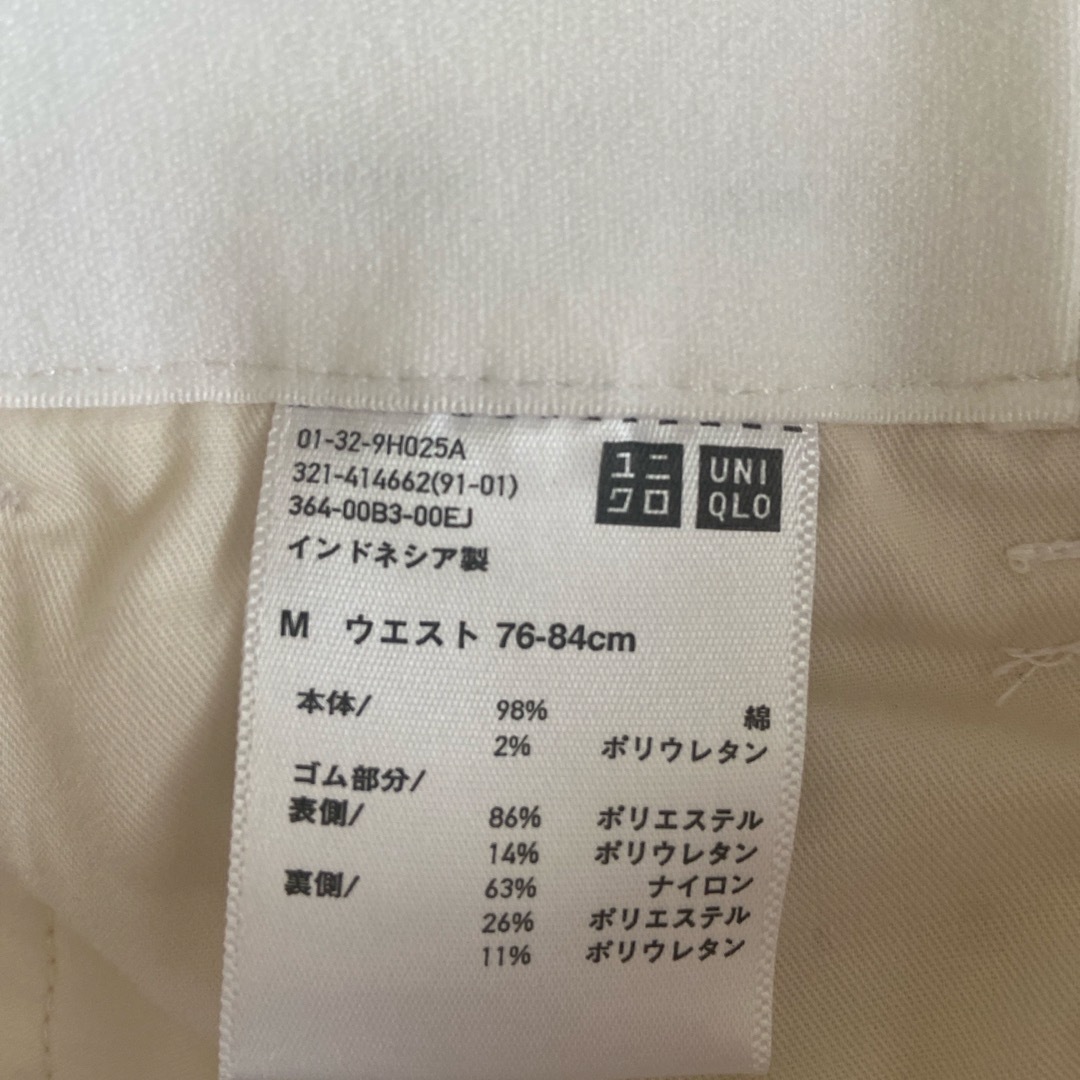 01-32-9H025A
321-414662(91-01)
364-00B3-00EJ
インドネシア製
ユニ
クロ
UNI
QLO
M ウエスト 76-84cm
本体/ 98% 綿
2% ポリウレタン
ゴム部分/
表側/ 86% ポリエステル
14% ポリウレタン
裏側/ 63% ナイロン
26% ポリエステル
11% ポリウレタン